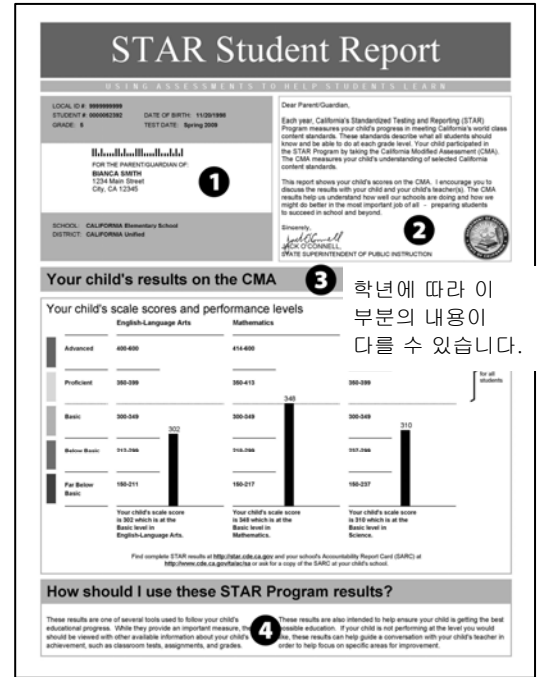 STAR Student Report
USING ASSESSMENTS TO HELP STUDENTS LEARN
LOCAL ID #: 9999999999
STUDENT #: 0000082382 DATE OF BIRTH: 11/20/1998
GRADE: 5 TEST DATE: Spring 2009
FOR THE PARENT/GUARDIAN OF:
BIANCA SMITH
1234 Main Street
City, CA 12345
1
SCHOOL: CALIFORNIA Elementary School
DISTRICT: CALIFORNIA Unified
Dear Parent/Guardian,
Each year, California's Standardized Testing and Reporting (STAR)
Program measures your child's progress in meeting California's world class
content standards. These standards describe what all students should
know and be able to do at each grade level. Your child participated in
the STAR Program by taking the California Modified Assessment (CMA).
The CMA measures your child's understanding of selected California
content standards.
This report shows your child's scores on the CMA. I encourage you to
discuss the results with your child and your child's teacher(s). The CMA
results help us understand how well our schools are doing and how we
might do better in the most important job of all - preparing students
to succeed in school and beyond.
Sincerely,
Jack O'Connell
JACK O'CONNELL,
STATE SUPERINTENDENT OF PUBLIC INSTRUCTION
2
Your child's results on the CMA
3
학년에 따라 이
부분의 내용이
다를 수 있습니다.
Your child's scale scores and performance levels
English-Language Arts Mathematics
Advanced 400-600 414-600
Proficient 350-399 350-413 350-399
for all
students
Basic 300-349 300-349 300-349
302 348 310
Below Basic
Far Below
Basic
150-211 150-217 150-237
Your child's scale score
is 302 which is at the
Basic level in
English-Language Arts.
Your child's scale score
is 348 which is at the
Basic level in
Mathematics.
Your child's scale score
is 310 which is at the
Basic level in
Science.
Find complete STAR results at http://star.cde.ca.gov and your school's Accountability Report Card (SARC) at
http://www.cde.ca.gov/ta/ac/sa or ask for a copy of the SARC at your child's school.
How should I use these STAR Program results?
These results are one of several tools used to follow your child's
educational progress. While they provide an important measure, they
should be viewed with other available information about your child's
achievement, such as classroom tests, assignments, and grades.
4
These results are also intended to help ensure your child is getting the best
possible education. If your child is not performing at the level you would
like, these results can help guide a conversation with your child's teacher in
order to help focus on specific areas for improvement.